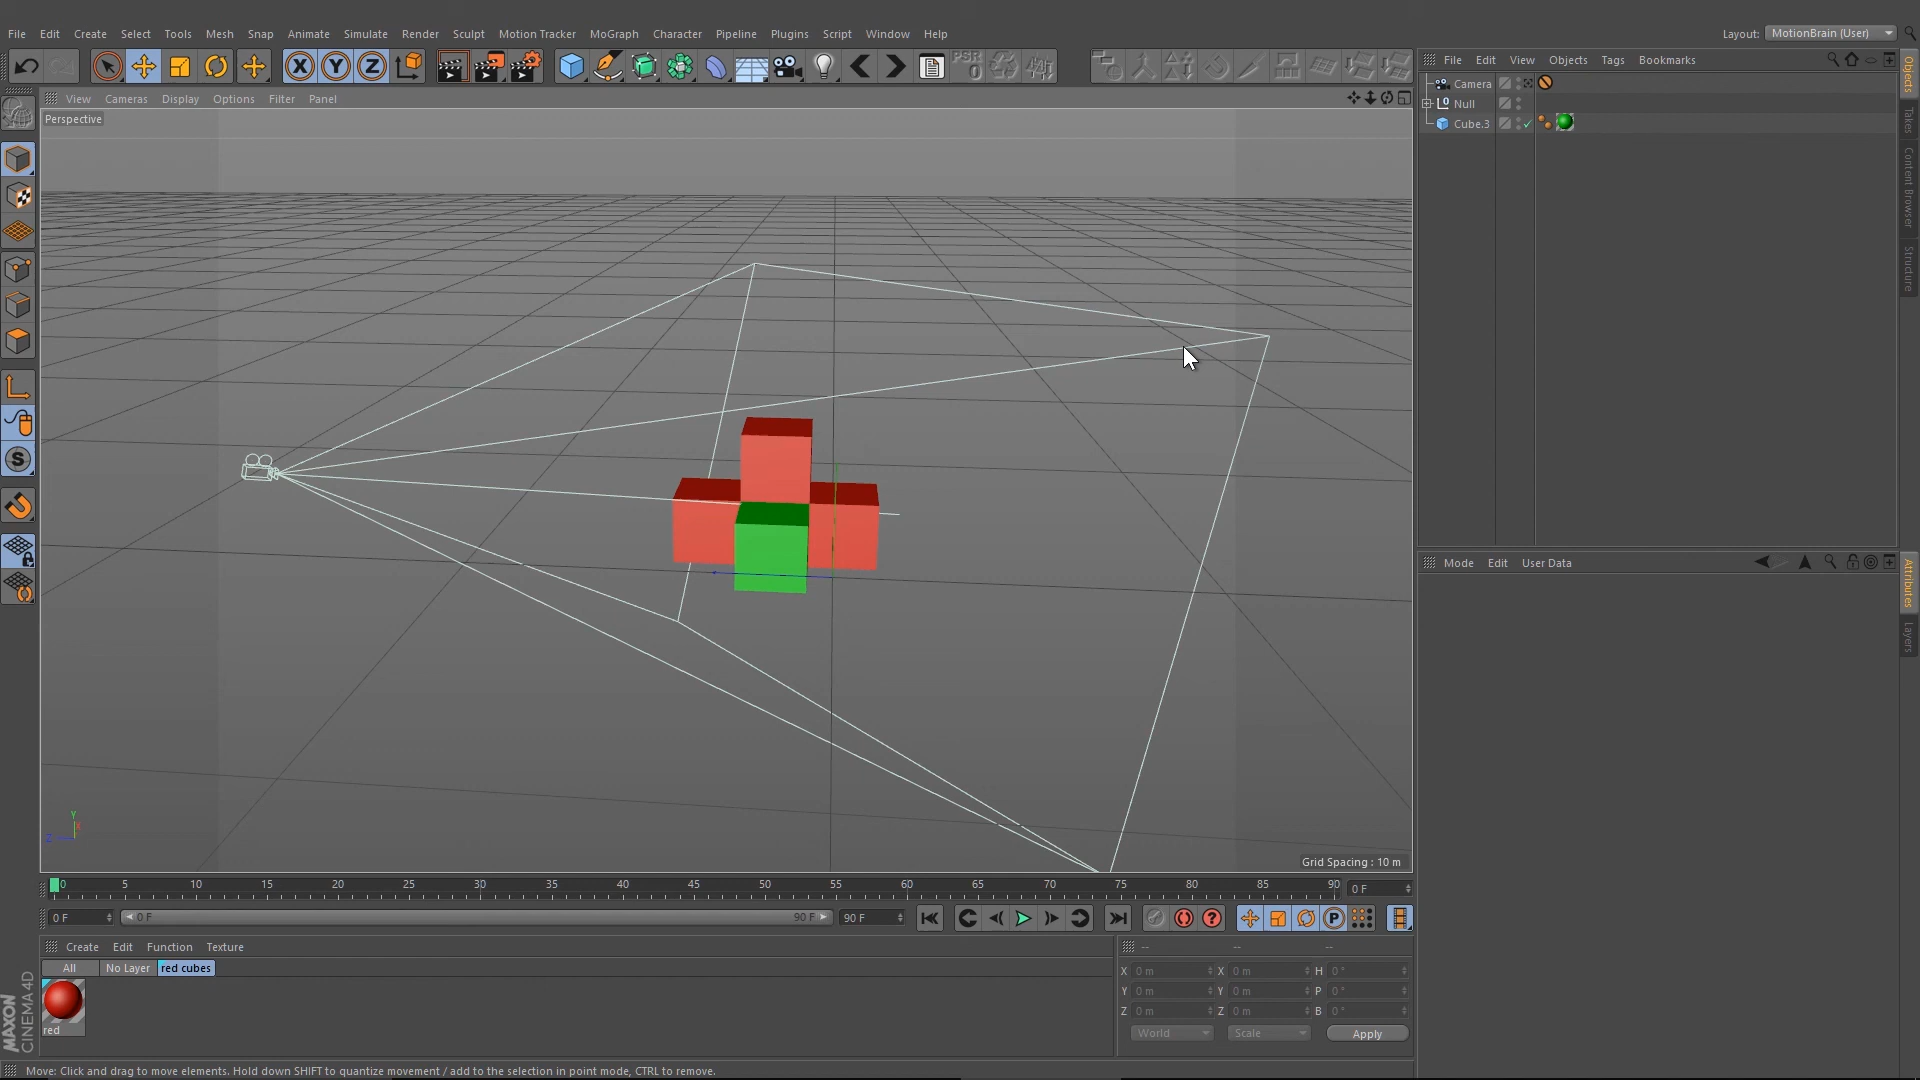 File Edit Create Select Tools Mesh Snap Animate Simulate Render Sculpt Motion Tracker MoGraph Character Pipeline Plugins Script Window Help
Layout: MotionBrain (User)
X Y Z
PSR
0
File Edit View Objects Tags Bookmarks
View Cameras Display Options Filter Panel
Perspective
Camera
Null
Cube.3
Objects
Takes
Content Browser
Structure
S
Mode Edit User Data
Attributes
Layers
Y
X
Z
Grid Spacing : 10 m
0 5 10 15 20 25 30 35 40 45 50 55 60 65 70 75 80 85 90
0 F
0 F
0 F
90 F
90 F
P
Create Edit Function Texture
All No Layer red cubes
red
-- -- --
X 0 m X 0 m H 0 °
Y 0 m Y 0 m P 0 °
Z 0 m Z 0 m B 0 °
World Scale Apply
MAXON
CINEMA 4D
Move: Click and drag to move elements. Hold down SHIFT to quantize movement / add to the selection in point mode, CTRL to remove.